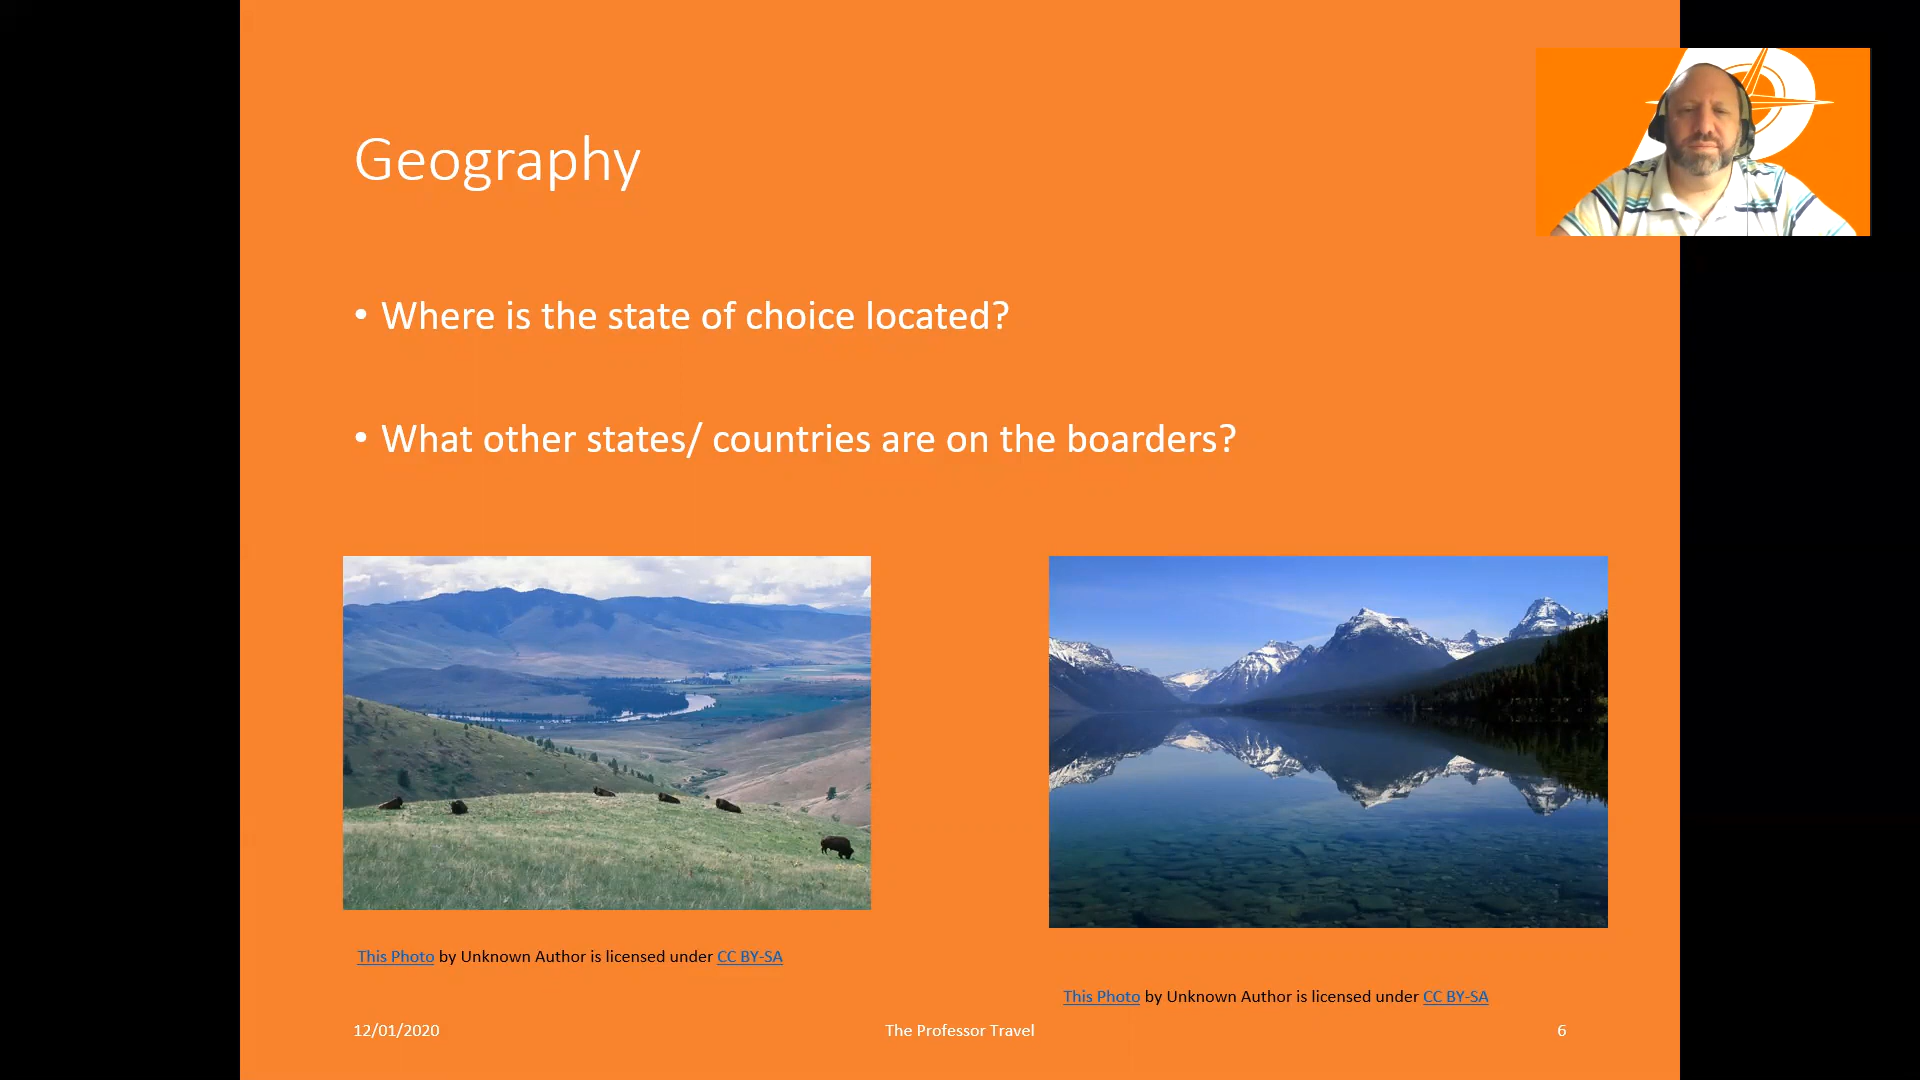 Geography
• Where is the state of choice located?
• What other states/ countries are on the boarders?
This Photo by Unknown Author is licensed under CC BY-SA
This Photo by Unknown Author is licensed under CC BY-SA
12/01/2020
The Professor Travel
6